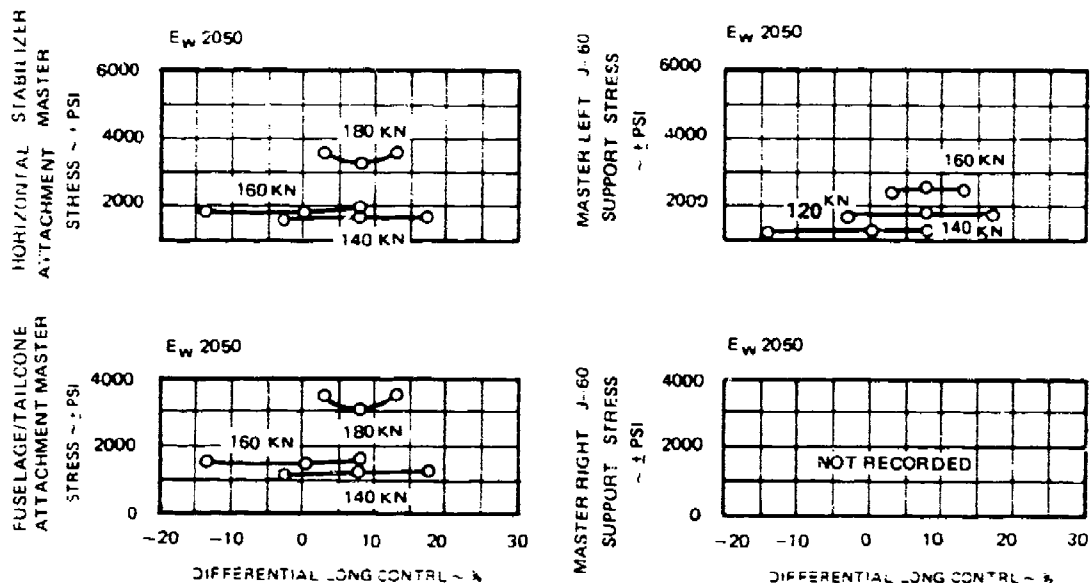 HORIZONTAL STABILIZER
ATTACHMENT MASTER
STRESS ~ ± PSI
E_W 2050
6000
4000
2000
180 KN
160 KN
140 KN
MASTER LEFT J-60
SUPPORT STRESS
~ ± PSI
E_W 2050
6000
4000
2000
160 KN
120 KN
140 KN
FUSELAGE/TAILCONE
ATTACHMENT MASTER
STRESS ~ ± PSI
E_W 2050
4000
2000
0
180 KN
160 KN
140 KN
-20 -10 0 10 20 30
DIFFERENTIAL LONG CONTRL ~ %
MASTER RIGHT J-60
SUPPORT STRESS
~ ± PSI
E_W 2050
4000
2000
0
NOT RECORDED
-20 -10 0 10 20 30
DIFFERENTIAL LONG CONTRL ~ %